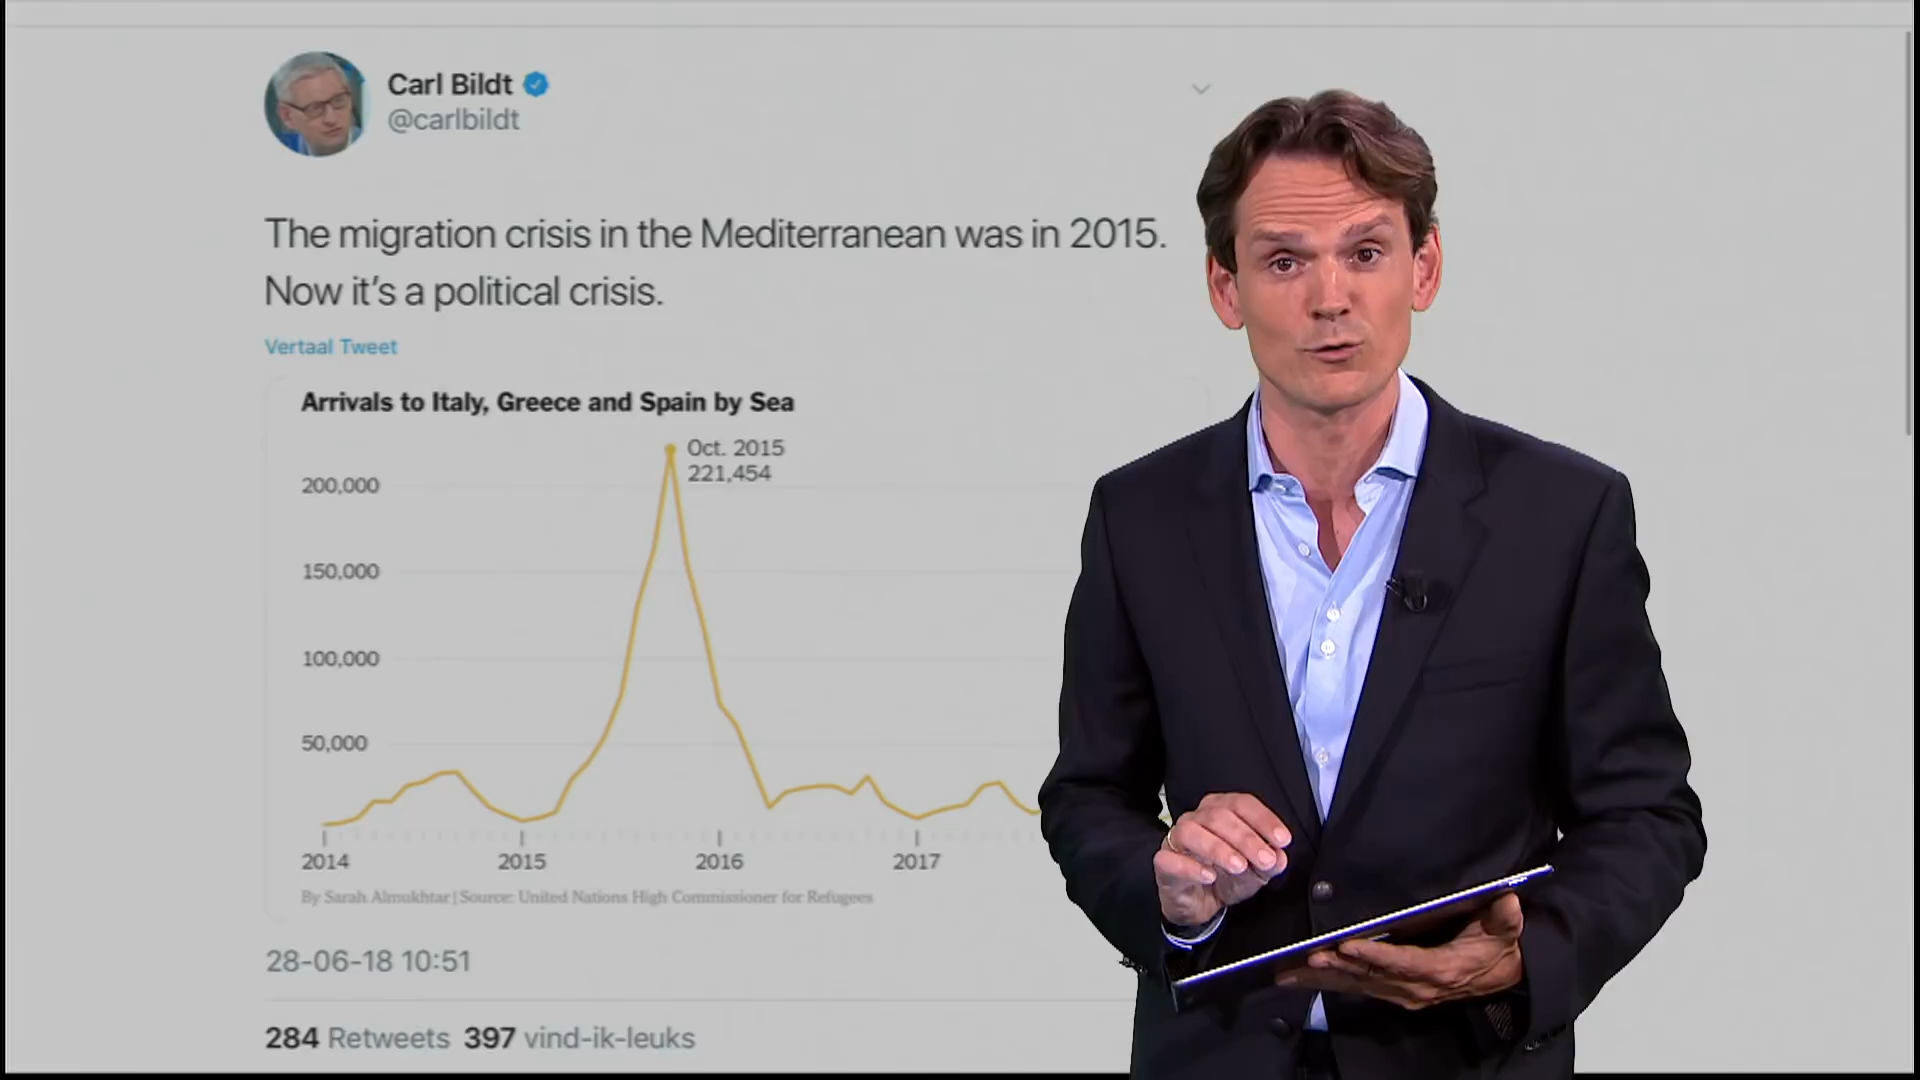 Carl Bildt
@carlbildt
The migration crisis in the Mediterranean was in 2015.
Now it's a political crisis.
Vertaal Tweet
Arrivals to Italy, Greece and Spain by Sea
Oct. 2015
221,454
200,000
150,000
100,000
50,000
2014 2015 2016 2017
By Sarah Almukhtar | Source: United Nations High Commissioner for Refugees
28-06-18 10:51
284 Retweets 397 vind-ik-leuks